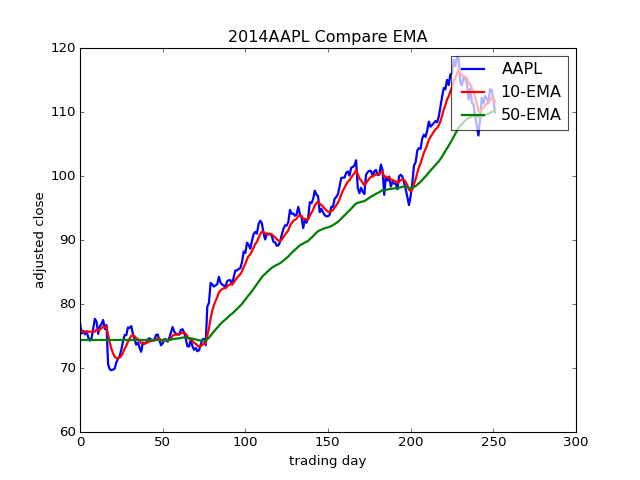 2014AAPL Compare EMA
120
110
100
90
80
70
60
adjusted close
AAPL
10-EMA
50-EMA
0 50 100 150 200 250 300
trading day